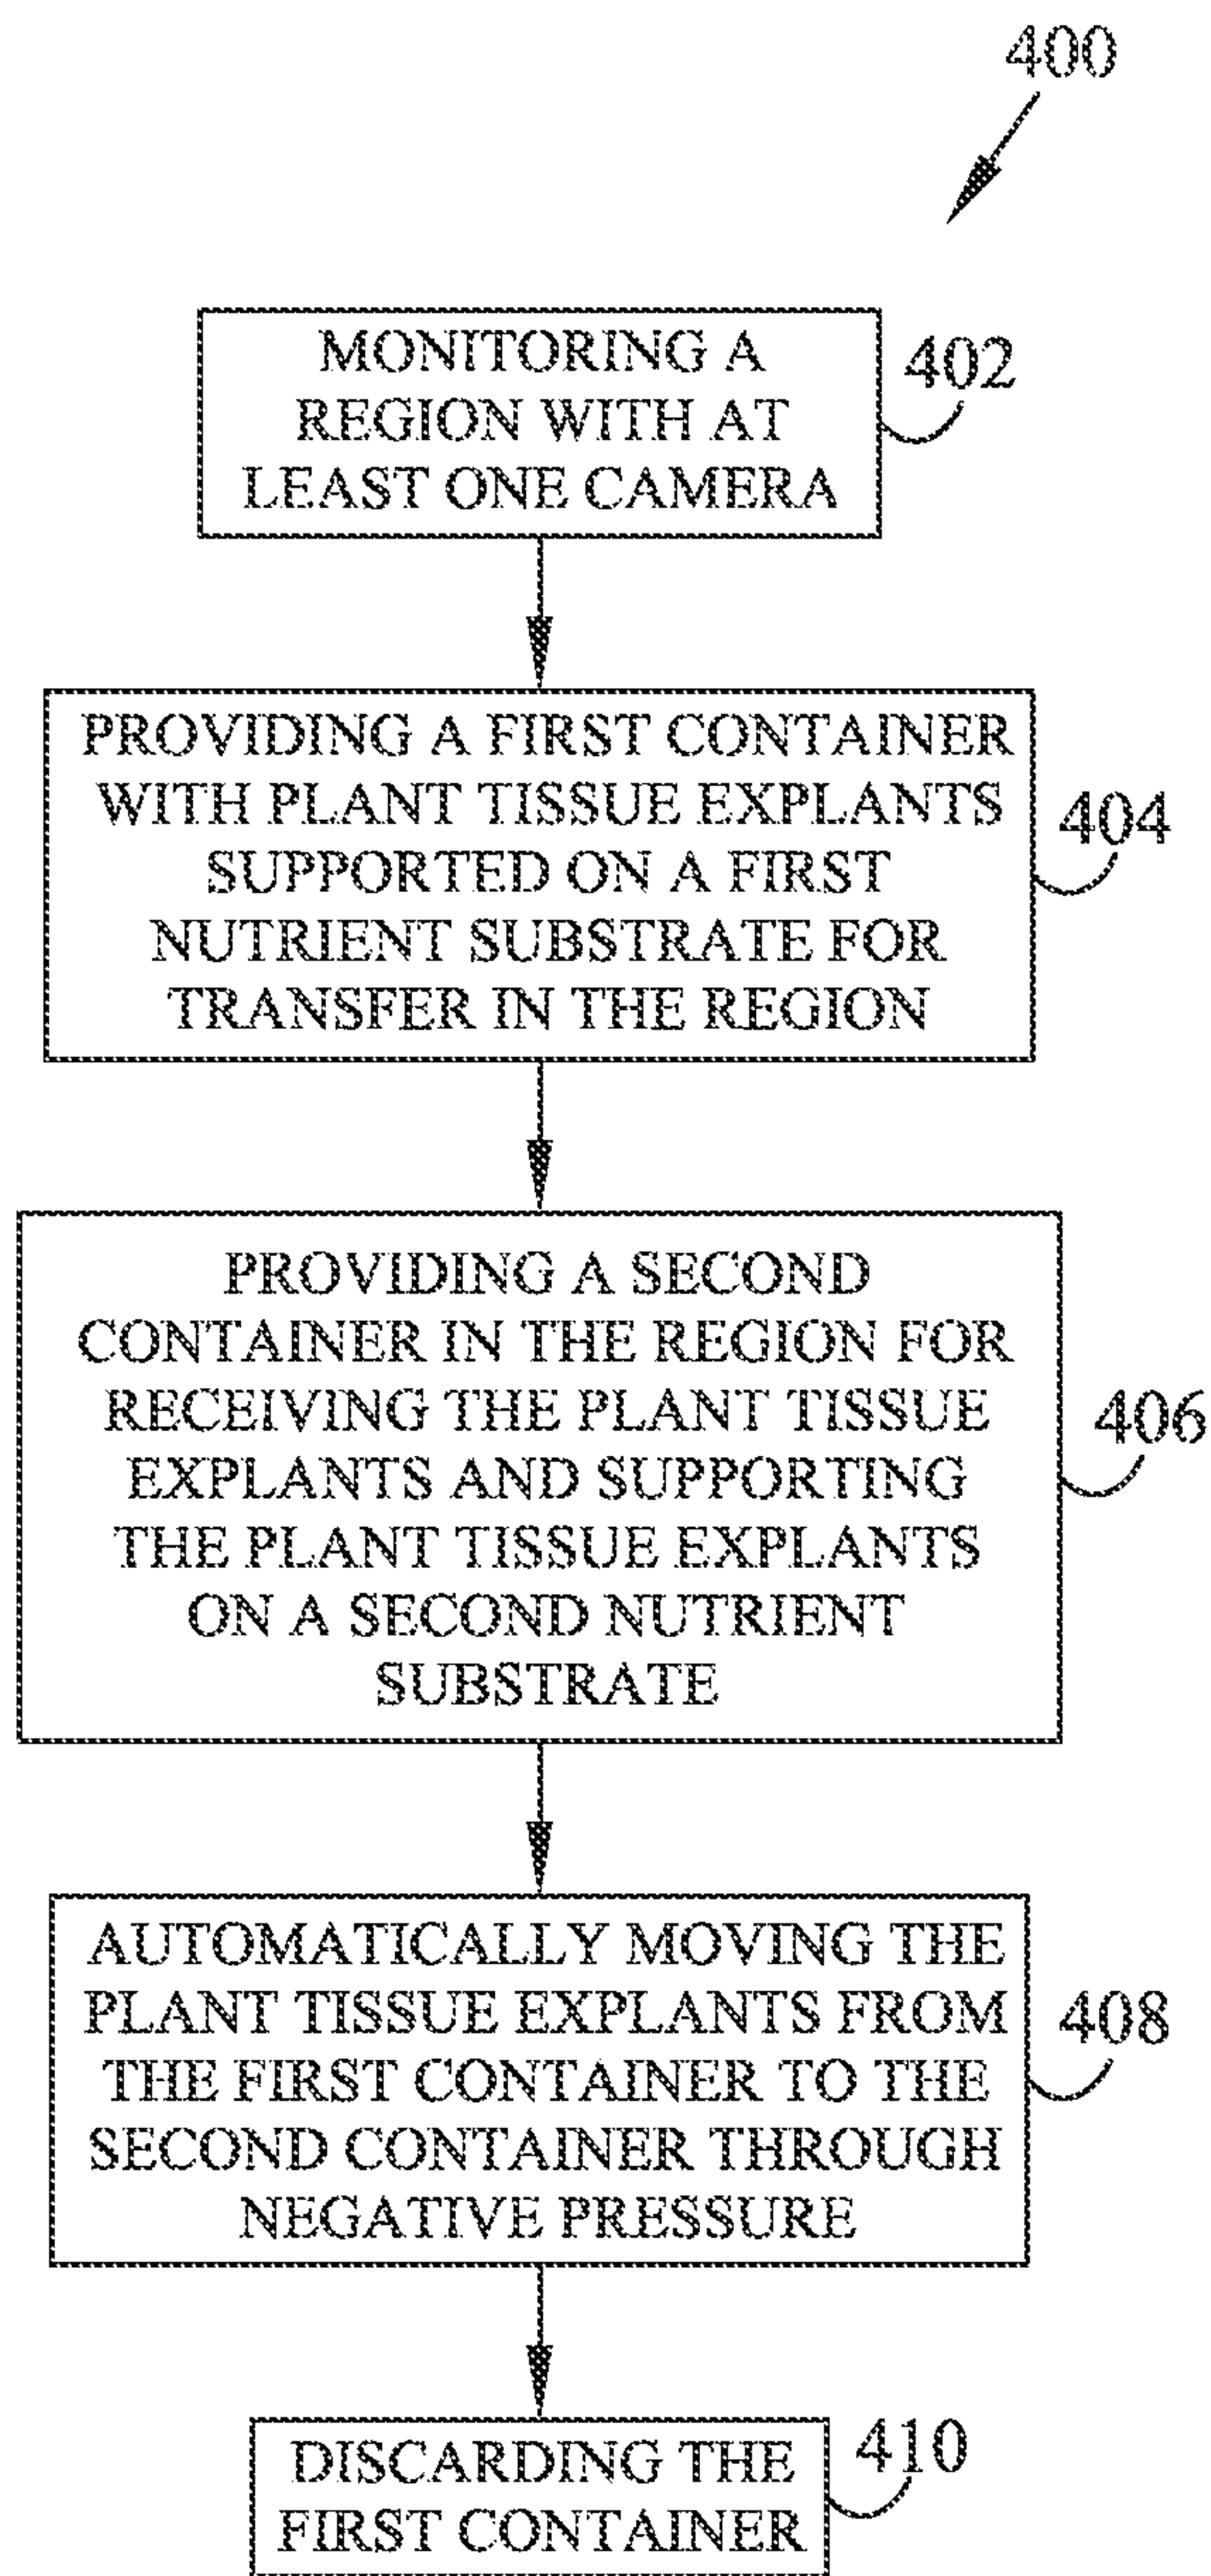 400
MONITORING A
REGION WITH AT
LEAST ONE CAMERA
402
PROVIDING A FIRST CONTAINER
WITH PLANT TISSUE EXPLANTS
SUPPORTED ON A FIRST
NUTRIENT SUBSTRATE FOR
TRANSFER IN THE REGION
404
PROVIDING A SECOND
CONTAINER IN THE REGION FOR
RECEIVING THE PLANT TISSUE
EXPLANTS AND SUPPORTING
THE PLANT TISSUE EXPLANTS
ON A SECOND NUTRIENT
SUBSTRATE
406
AUTOMATICALLY MOVING THE
PLANT TISSUE EXPLANTS FROM
THE FIRST CONTAINER TO THE
SECOND CONTAINER THROUGH
NEGATIVE PRESSURE
408
DISCARDING THE
FIRST CONTAINER
410